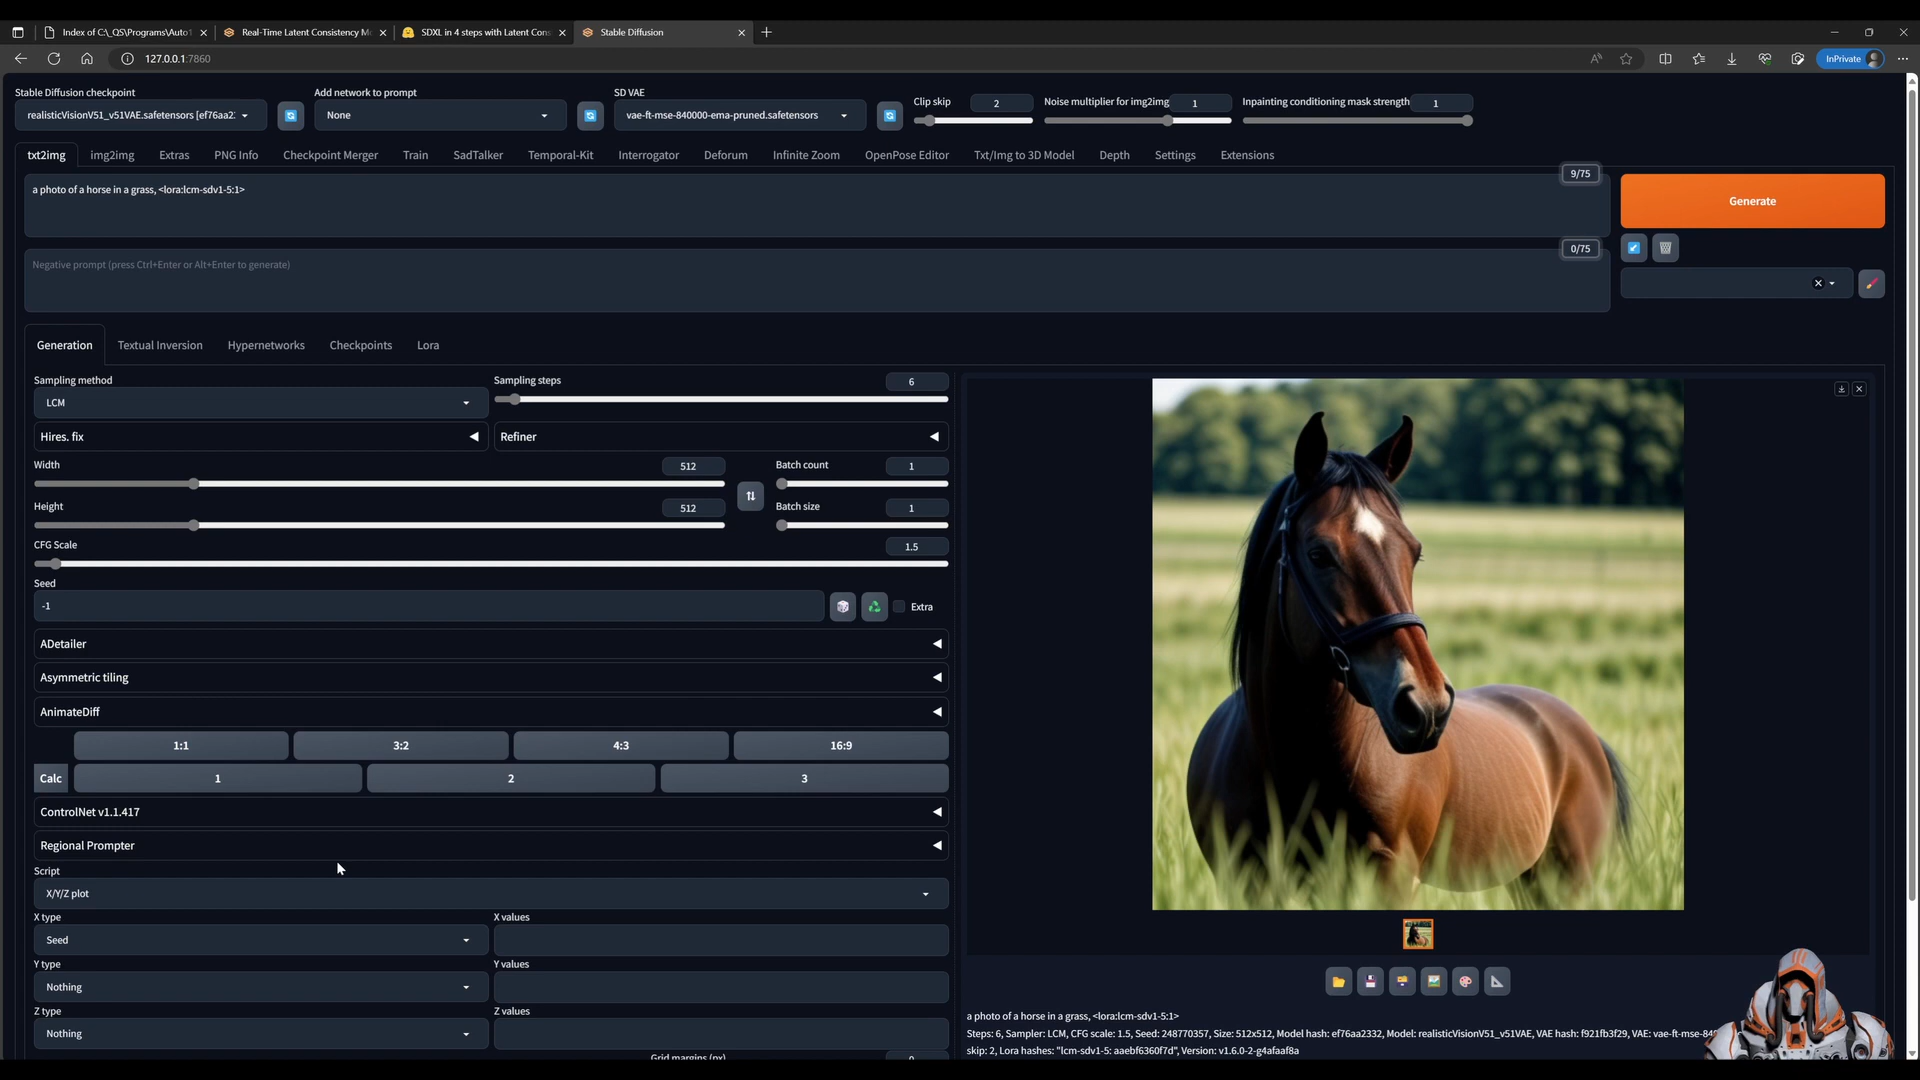 Index of C:\_QS\Programs\Auto1
Real-Time Latent Consistency M
SDXL in 4 steps with Latent Con
Stable Diffusion
127.0.0.1:7860
InPrivate
Stable Diffusion checkpoint
Add network to prompt
SD VAE
Clip skip
2
Noise multiplier for img2img
1
Inpainting conditioning mask strength
1
realisticVisionV51_v51VAE.safetensors [ef76aa2:
None
vae-ft-mse-840000-ema-pruned.safetensors
txt2img
img2img
Extras
PNG Info
Checkpoint Merger
Train
SadTalker
Temporal-Kit
Interrogator
Deforum
Infinite Zoom
OpenPose Editor
Txt/Img to 3D Model
Depth
Settings
Extensions
9/75
a photo of a horse in a grass, <lora:lcm-sdv1-5:1>
Generate
0/75
Negative prompt (press Ctrl+Enter or Alt+Enter to generate)
Generation
Textual Inversion
Hypernetworks
Checkpoints
Lora
Sampling method
LCM
Sampling steps
6
Hires. fix
Refiner
Width
512
Batch count
1
Height
512
Batch size
1
CFG Scale
1.5
Seed
-1
Extra
ADetailer
Asymmetric tiling
AnimateDiff
1:1
3:2
4:3
16:9
Calc
1
2
3
ControlNet v1.1.417
Regional Prompter
Script
X/Y/Z plot
X type
X values
Seed
Y type
Y values
Nothing
Z type
Z values
Nothing
Grid margins (px)
0
a photo of a horse in a grass, <lora:lcm-sdv1-5:1>
Steps: 6, Sampler: LCM, CFG scale: 1.5, Seed: 248770357, Size: 512x512, Model hash: ef76aa2332, Model: realisticVisionV51_v51VAE, VAE hash: f921fb3f29, VAE: vae-ft-mse-84
skip: 2, Lora hashes: "lcm-sdv1-5: aaebf6360f7d", Version: v1.6.0-2-g4afaaf8a